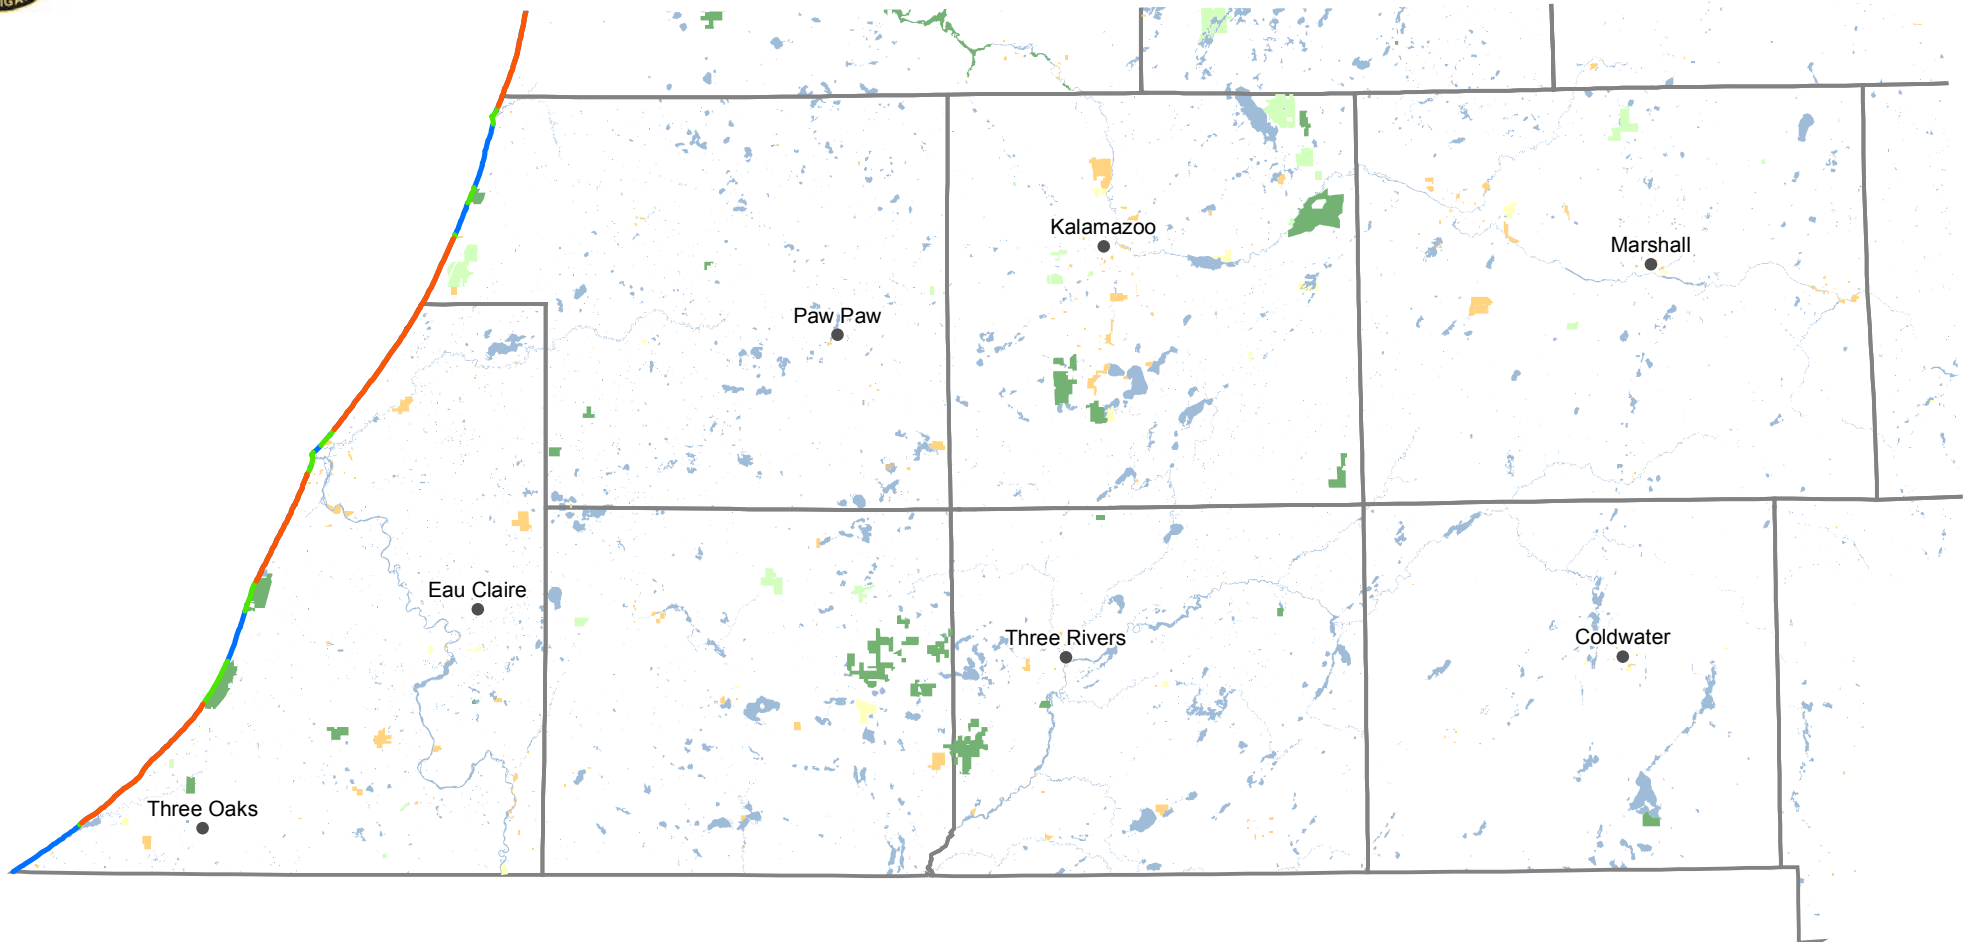 Kalamazoo
Marshall
Paw Paw
Eau Claire
Three Rivers
Coldwater
Three Oaks